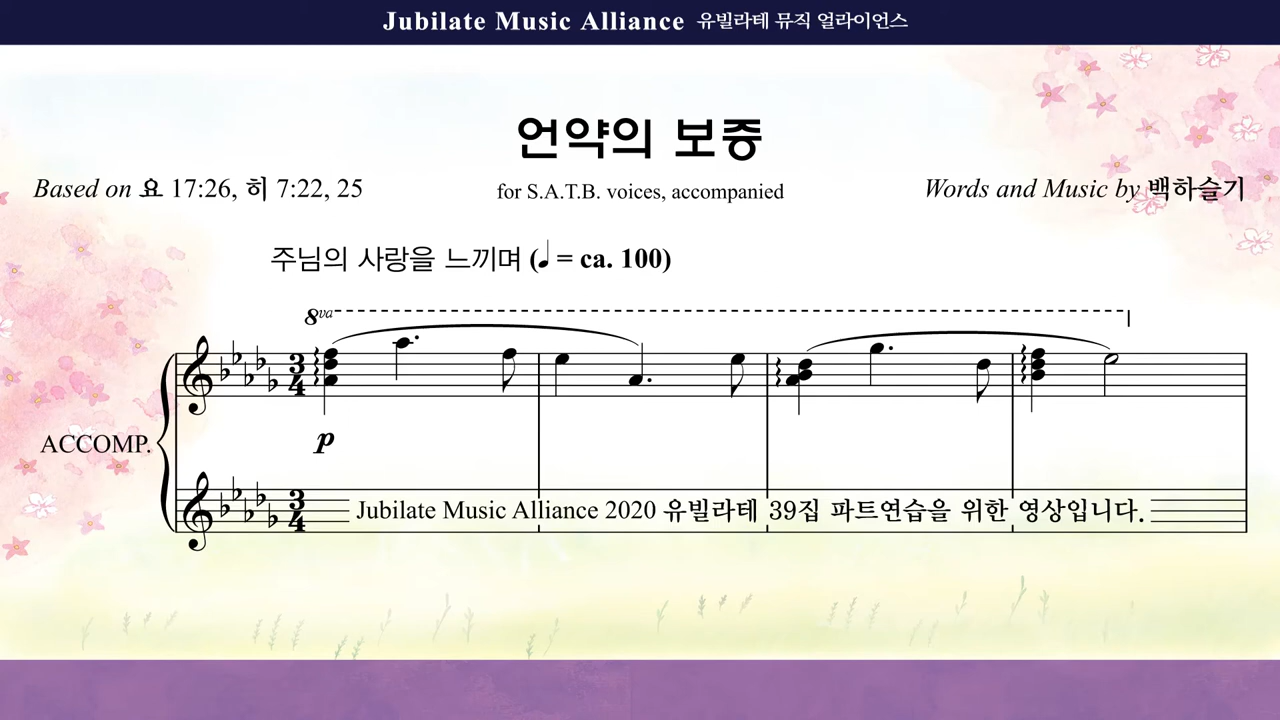 Jubilate Music Alliance 유빌라테 뮤직 얼라이언스
언약의 보증
Based on 요 17:26, 히 7:22, 25
for S.A.T.B. voices, accompanied
Words and Music by 백하슬기
주님의 사랑을 느끼며 (♩ = ca. 100)
8va
3
4
p
ACCOMP.
3
4
Jubilate Music Alliance 2020 유빌라테 39집 파트연습을 위한 영상입니다.